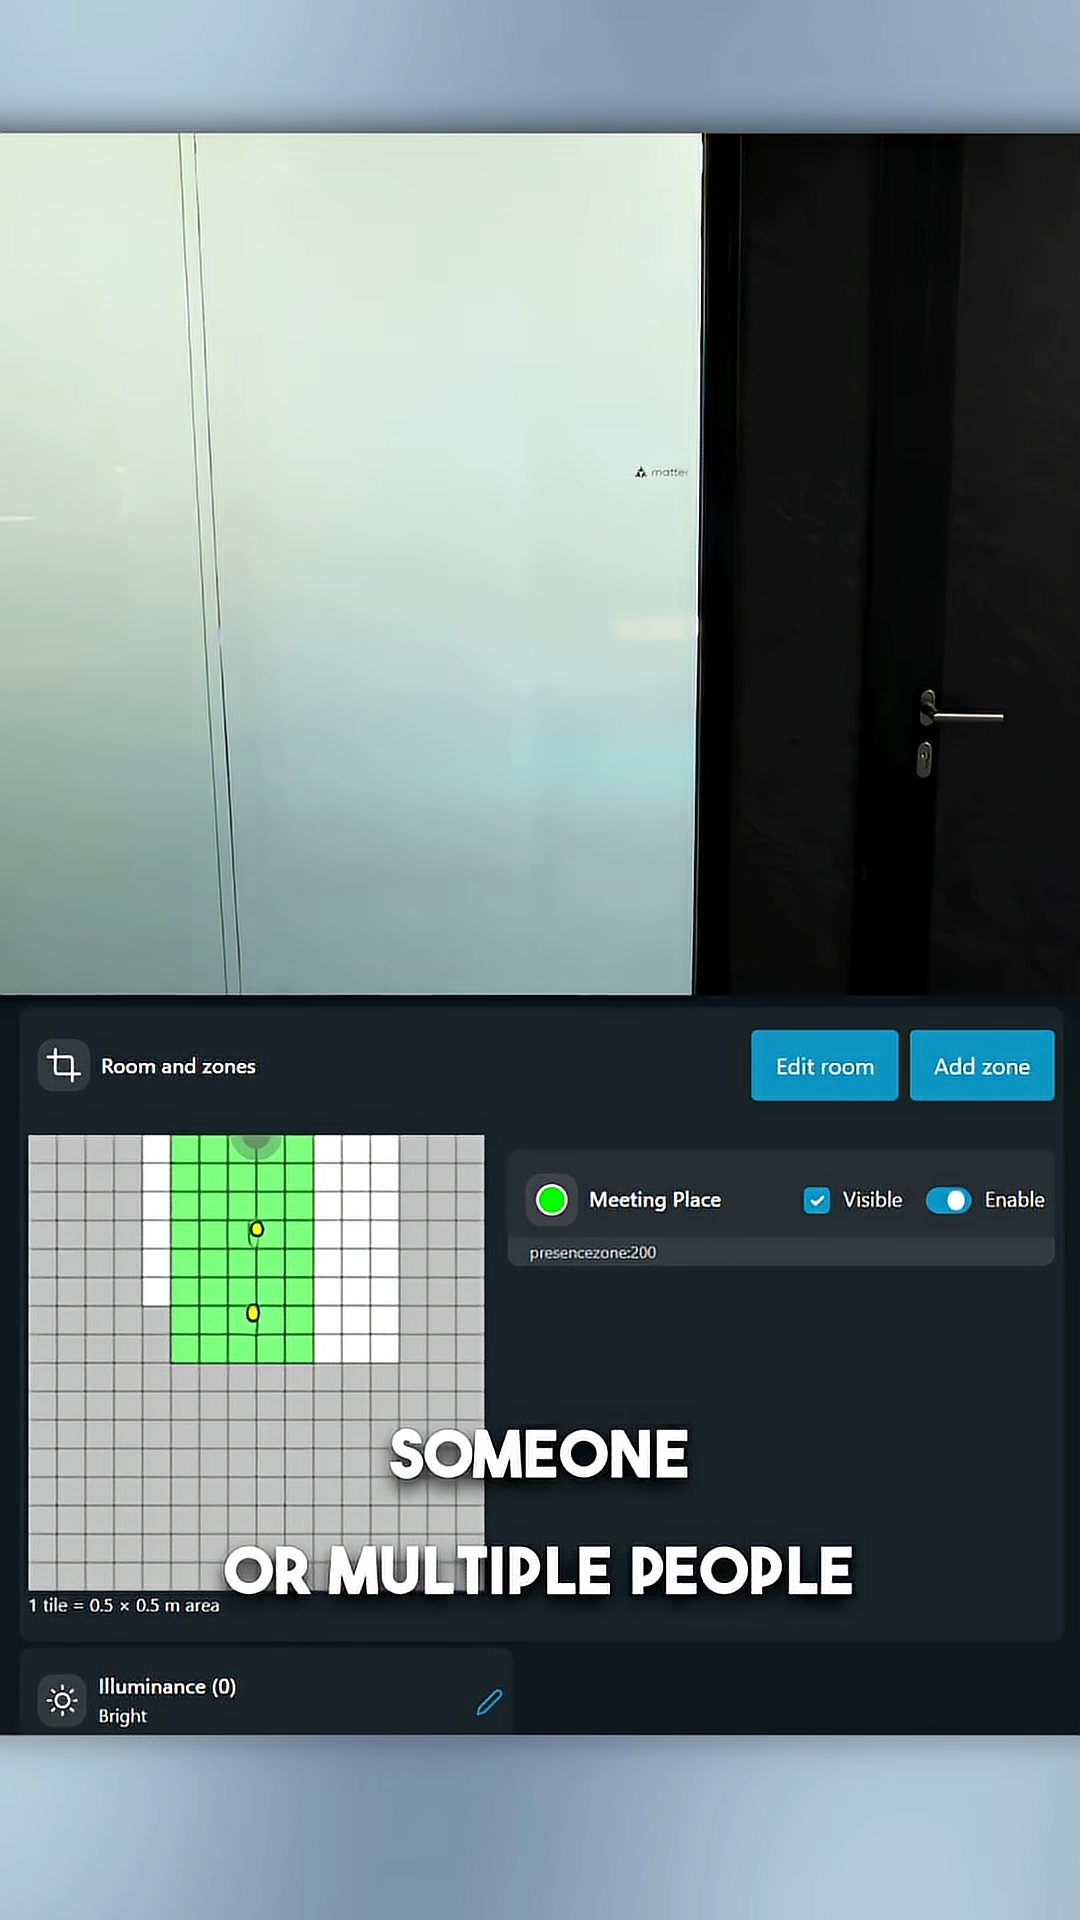 matter
Room and zones
Edit room
Add zone
Meeting Place
Visible
Enable
presencezone:200
SOMEONE
OR MULTIPLE PEOPLE
1 tile = 0.5 × 0.5 m area
Illuminance (0)
Bright